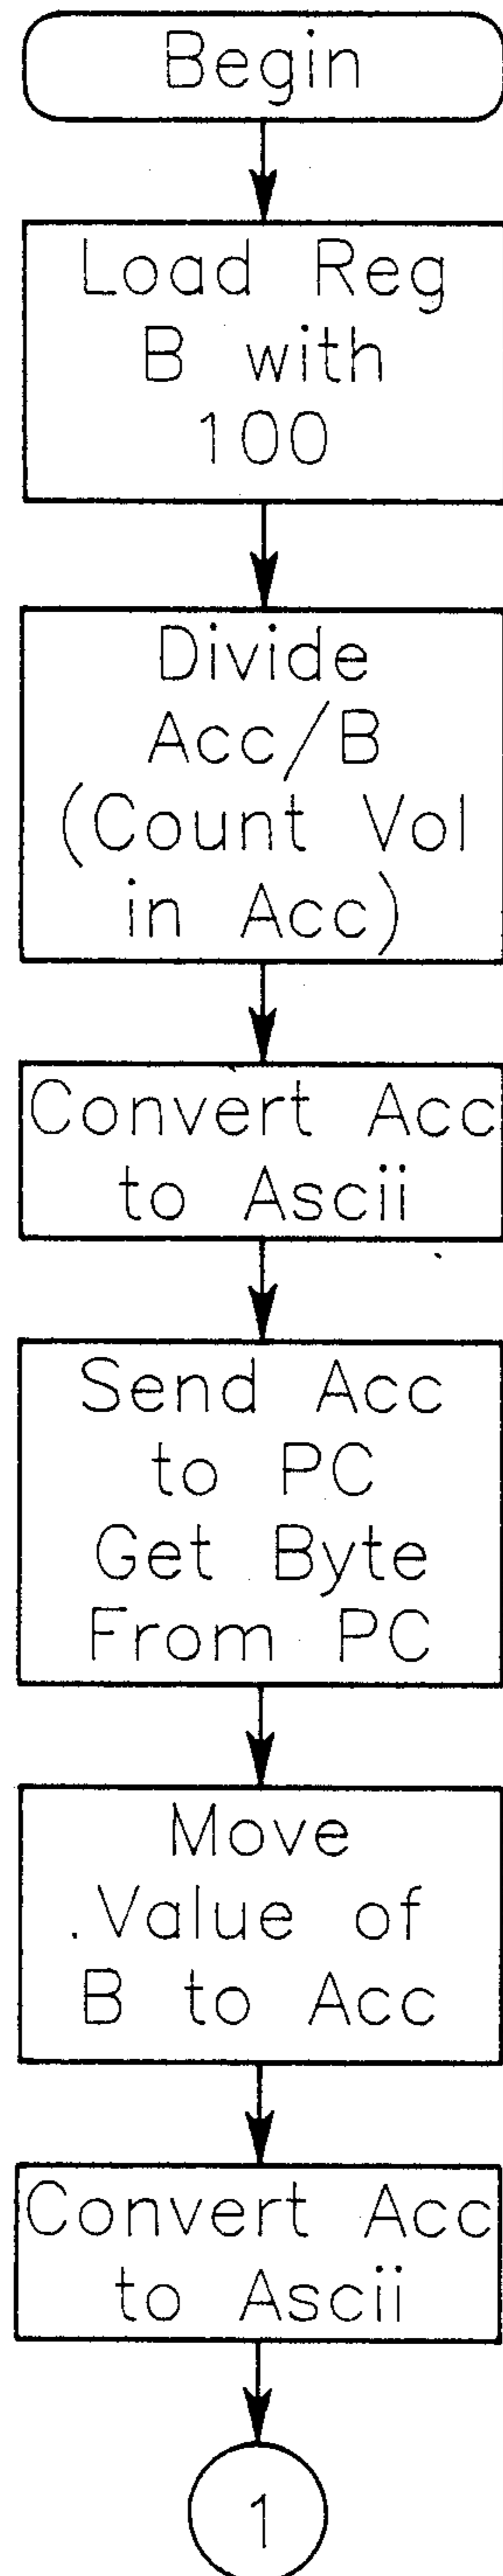 Begin
Load Reg
B with
100
Divide
Acc/B
(Count Vol
in Acc)
Convert Acc
to Ascii
Send Acc
to PC
Get Byte
From PC
Move
Value of
B to Acc
Convert Acc
to Ascii
1